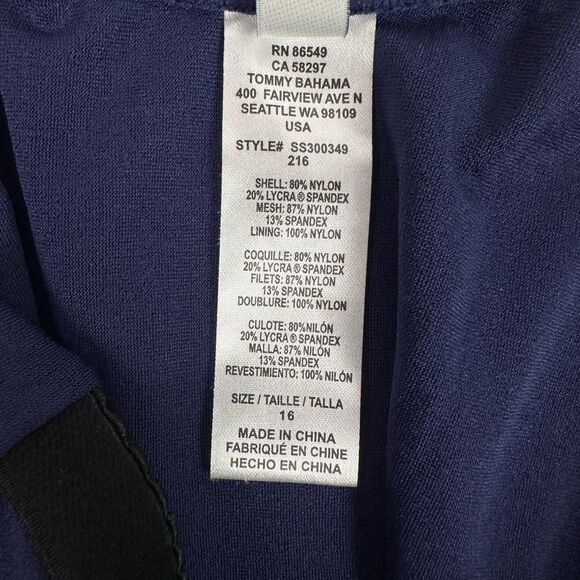 RN 86549
CA 58297
TOMMY BAHAMA
400 FAIRVIEW AVE N
SEATTLE WA 98109
USA
STYLE# SS300349
216
SHELL: 80% NYLON
20% LYCRA ® SPANDEX
MESH: 87% NYLON
13% SPANDEX
LINING: 100% NYLON
COQUILLE: 80% NYLON
20% LYCRA ® SPANDEX
FILETS: 87% NYLON
13% SPANDEX
DOUBLURE: 100% NYLON
CULOTE: 80%NILÓN
20% LYCRA ® SPANDEX
MALLA: 87% NILÓN
13% SPANDEX
REVESTIMIENTO: 100% NILÓN
SIZE / TAILLE / TALLA
16
MADE IN CHINA
FABRIQUÉ EN CHINE
HECHO EN CHINA